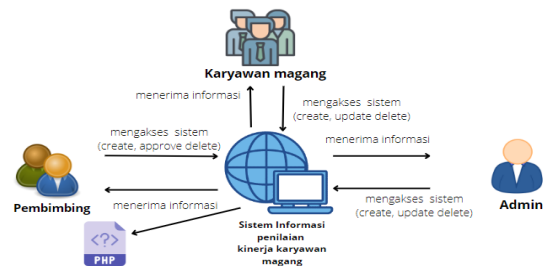 Karyawan magang
menerima informasi
mengakses sistem
(create, update delete)
mengakses sistem
(create, approve delete)
menerima informasi
Pembimbing
menerima informasi
mengakses sistem
(create, update delete)
Admin
Sistem Informasi
penilaian
kinerja karyawan
magang
<?>
PHP